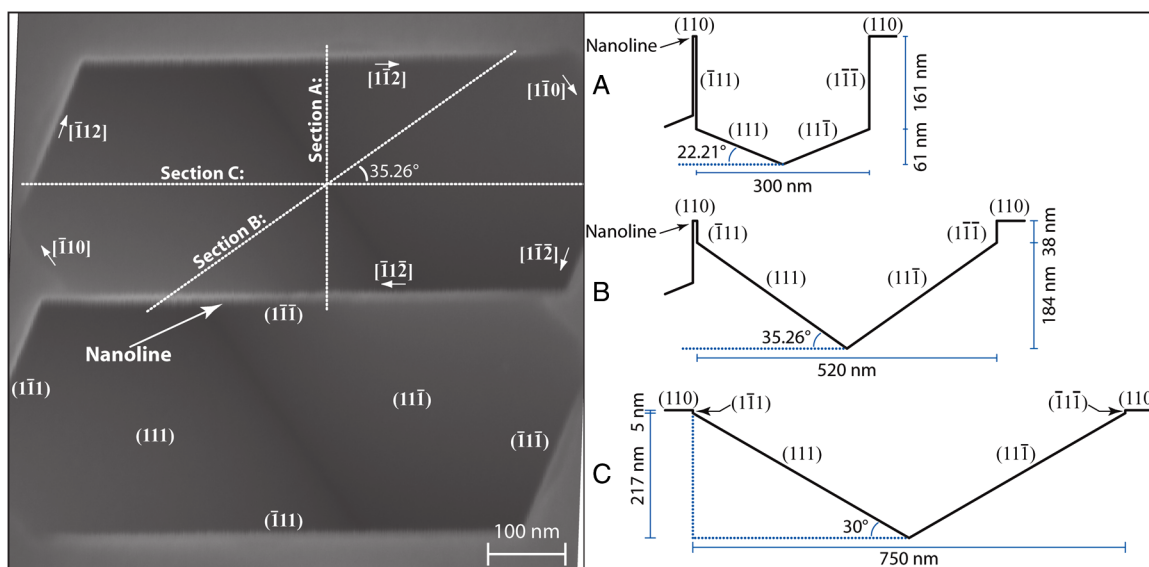 [11̅2]
[11̅0]
[1̅12]
Section A:
35.26°
Section C:
Section B:
[1̅10]
[11̅2̅]
[1̅12̅]
(11̅1̅)
Nanoline
(11̅1)
(111)
(111̅)
(1̅11̅)
(1̅11)
100 nm
A
(110)
(110)
Nanoline
(1̅11)
(11̅1̅)
(111)
(111̅)
22.21°
161 nm
61 nm
300 nm
B
(110)
(110)
Nanoline
(1̅11)
(11̅1̅)
(111)
(111̅)
35.26°
38 nm
184 nm
520 nm
C
(110)
(11̅1)
(1̅11̅)
(110)
5 nm
217 nm
(111)
(111̅)
30°
750 nm